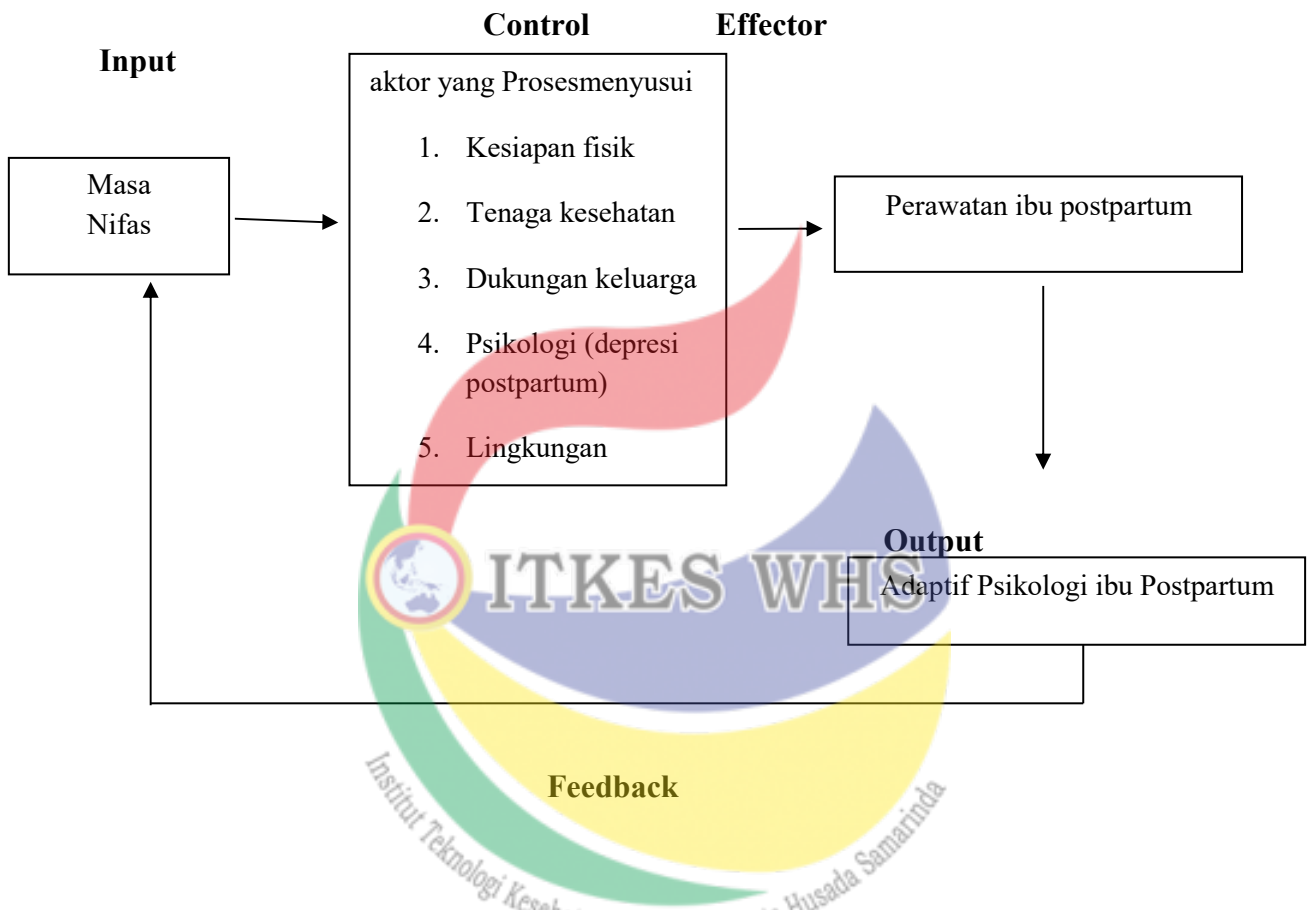 Control
Effector
Input
aktor yang Prosesmenyusui
1. Kesiapan fisik
2. Tenaga kesehatan
3. Dukungan keluarga
4. Psikologi (depresi
postpartum)
5. Lingkungan
Masa
Nifas
Perawatan ibu postpartum
Output
Adaptif Psikologi ibu Postpartum
ITKES WHS
Feedback
Institut Teknologi
Husada Samarinda